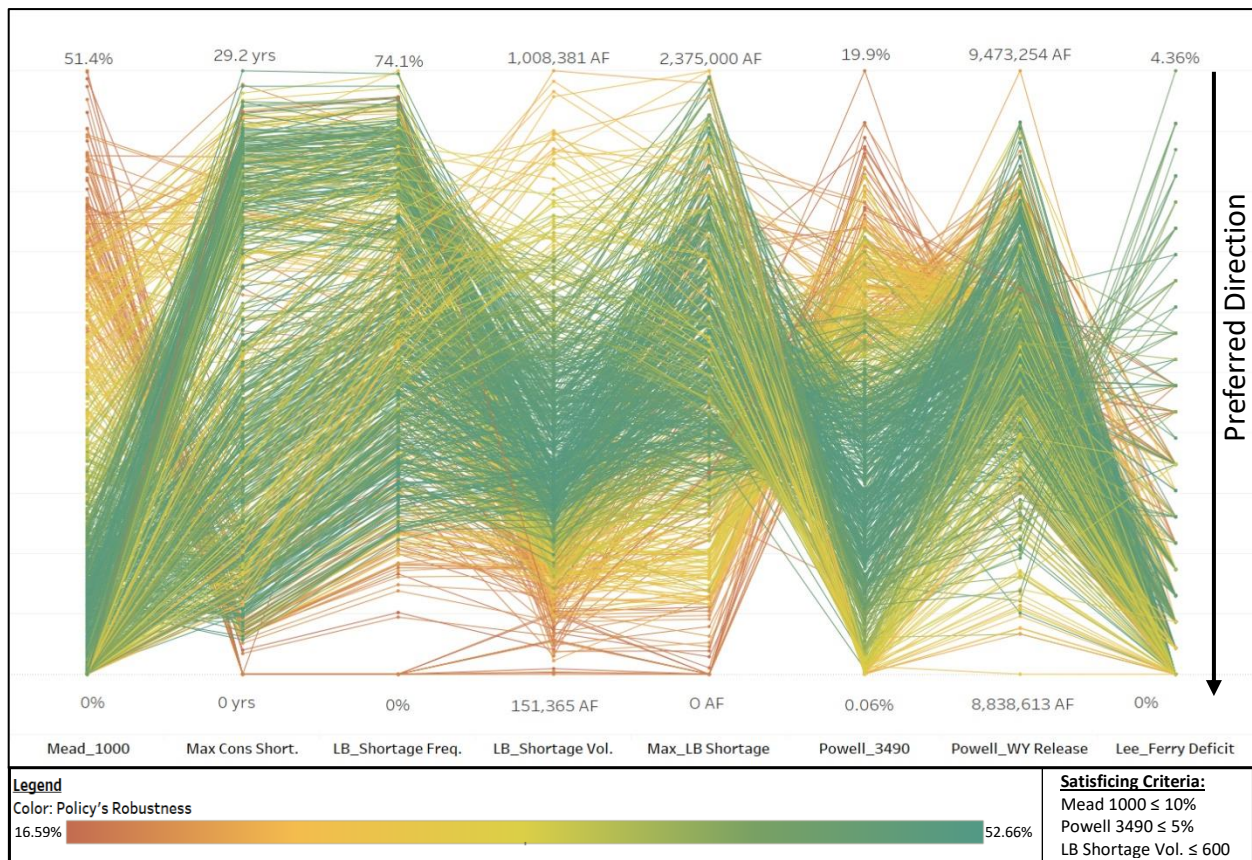 51.4% 29.2 yrs 74.1% 1,008,381 AF 2,375,000 AF 19.9% 9,473,254 AF 4.36%
Preferred Direction
0% 0 yrs 0% 151,365 AF 0 AF 0.06% 8,838,613 AF 0%
Mead_1000 Max Cons Short. LB_Shortage Freq. LB_Shortage Vol. Max_LB Shortage Powell_3490 Powell_WY Release Lee_Ferry Deficit
Legend
Color: Policy's Robustness
16.59% 52.66%
Satisficing Criteria:
Mead 1000 ≤ 10%
Powell 3490 ≤ 5%
LB Shortage Vol. ≤ 600